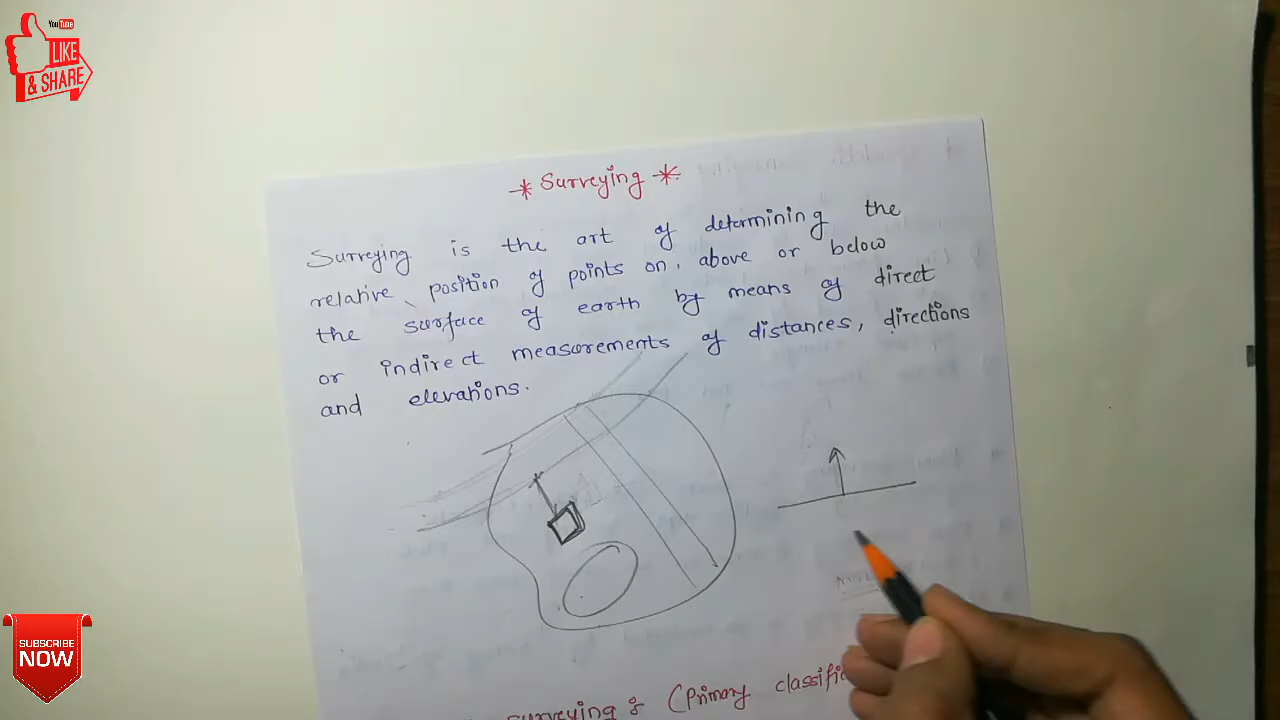 YouTube
LIKE
& SHARE
* Surveying *
Surveying is the art of determining the
relative position of points on, above or below
the surface of earth by means of direct
or indirect measurements of distances, directions
and elevations.
SUBSCRIBE
NOW
surveying : (Primary